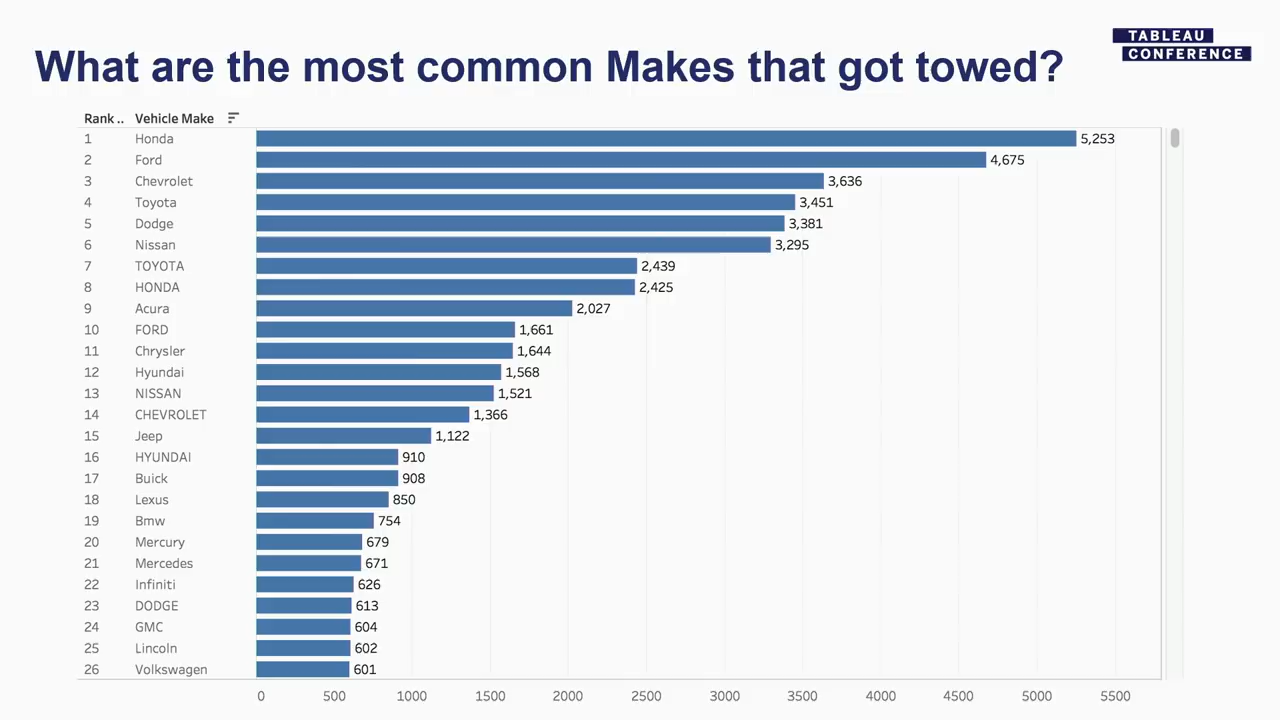 TABLEAU
CONFERENCE
What are the most common Makes that got towed?
Rank .. Vehicle Make
1 Honda 5,253
2 Ford 4,675
3 Chevrolet 3,636
4 Toyota 3,451
5 Dodge 3,381
6 Nissan 3,295
7 TOYOTA 2,439
8 HONDA 2,425
9 Acura 2,027
10 FORD 1,661
11 Chrysler 1,644
12 Hyundai 1,568
13 NISSAN 1,521
14 CHEVROLET 1,366
15 Jeep 1,122
16 HYUNDAI 910
17 Buick 908
18 Lexus 850
19 Bmw 754
20 Mercury 679
21 Mercedes 671
22 Infiniti 626
23 DODGE 613
24 GMC 604
25 Lincoln 602
26 Volkswagen 601
0 500 1000 1500 2000 2500 3000 3500 4000 4500 5000 5500